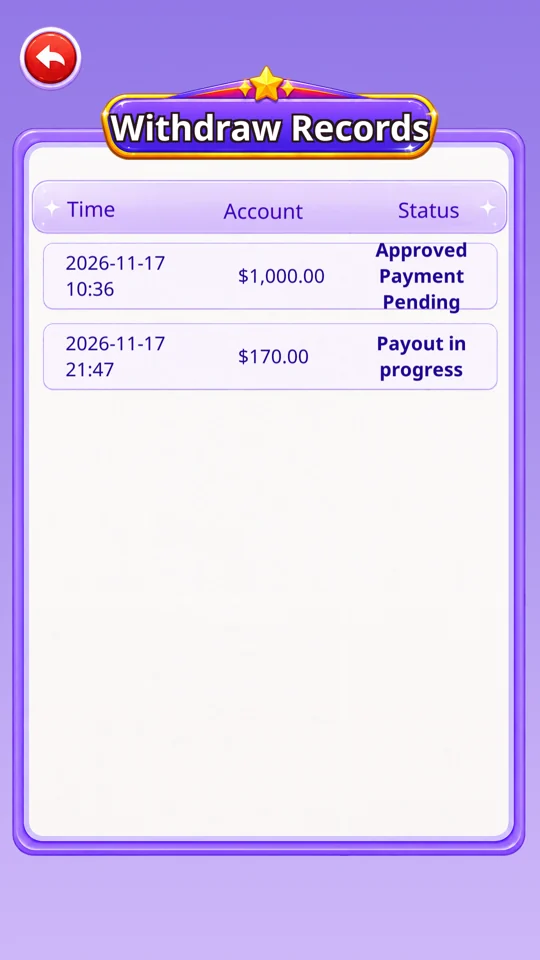 Withdraw Records
Time Account Status
2026-11-17
10:36
$1,000.00
Approved
Payment
Pending
2026-11-17
21:47
$170.00
Payout in
progress